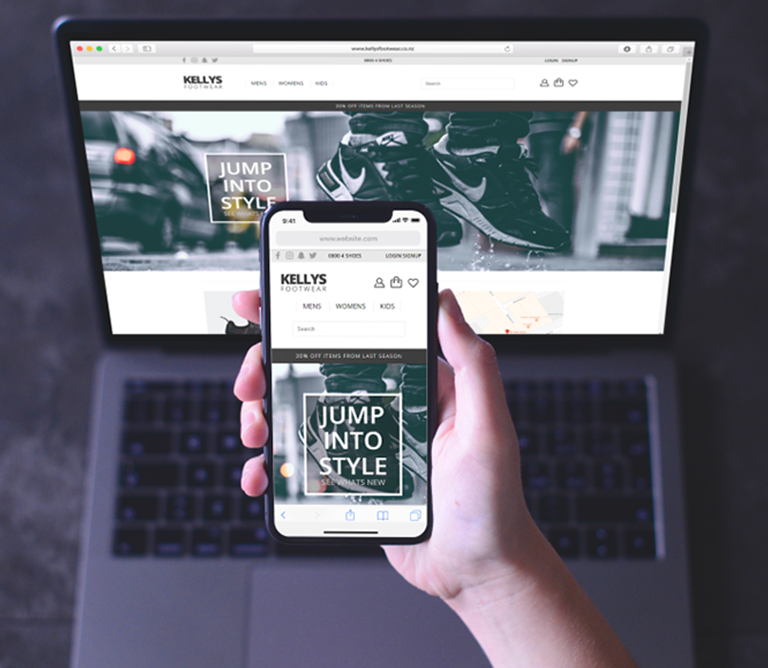 www.kellysfootwear.co.nz
0800 4 SHOES
LOGIN SIGNUP
KELLYS
FOOTWEAR
MENS WOMENS KIDS
Search
30% OFF ITEMS FROM LAST SEASON
JUMP
INTO
STYLE
SEE WHATS
9:41
www.website.com
0800 4 SHOES
LOGIN SIGNUP
KELLYS
FOOTWEAR
MENS WOMENS KIDS
Search
30% OFF ITEMS FROM LAST SEASON
JUMP
INTO
STYLE
SEE WHATS NEW